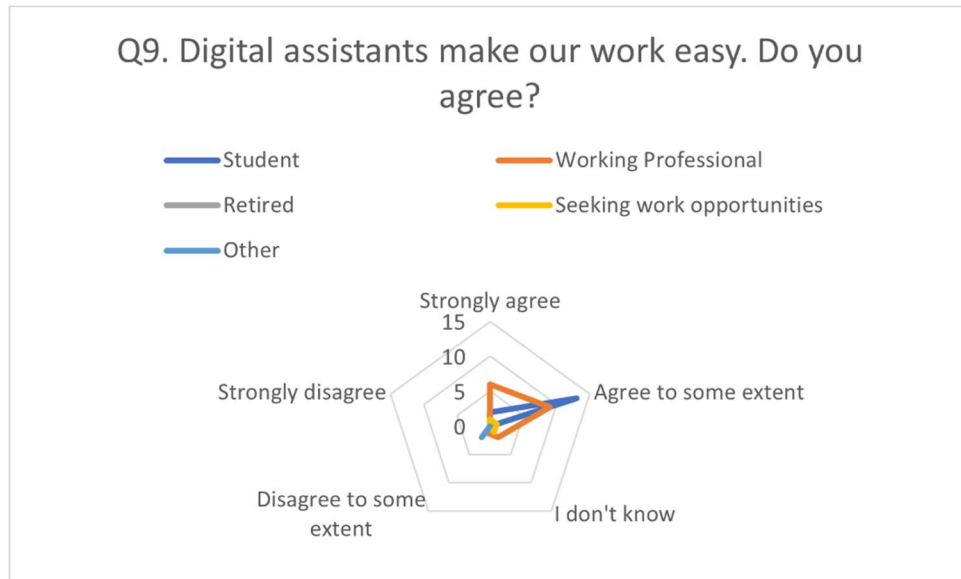 Q9. Digital assistants make our work easy. Do you
agree?
Student
Working Professional
Retired
Seeking work opportunities
Other
Strongly agree
15
10
5
0
Strongly disagree
Agree to some extent
Disagree to some
extent
I don't know